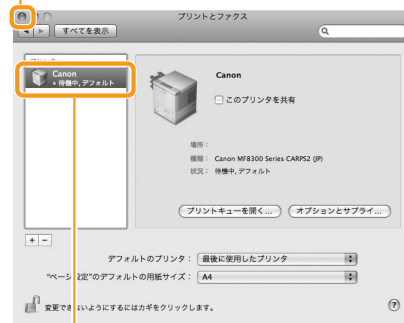 プリントとファクス
すべてを表示
プリンタ
Canon
• 待機中, デフォルト
Canon
このプリンタを共有
場所：
種類： Canon MF8300 Series CARPS2 (JP)
状況： 待機中, デフォルト
プリントキューを開く...
オプションとサプライ...
+ −
デフォルトのプリンタ： 最後に使用したプリンタ
"ページ設定"のデフォルトの用紙サイズ： A4
変更できないようにするにはカギをクリックします。
?